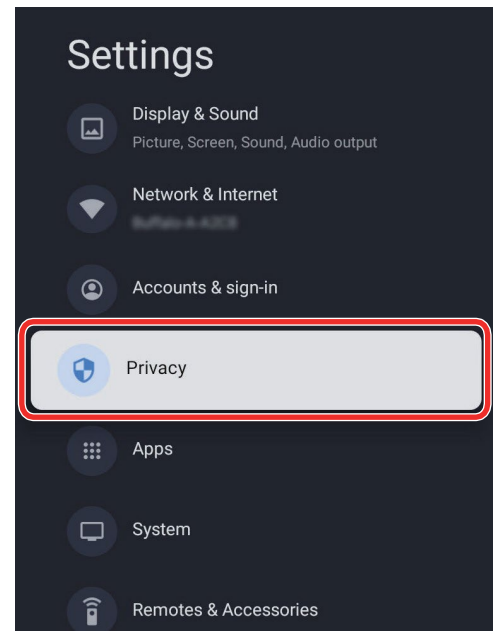 Settings
Display & Sound
Picture, Screen, Sound, Audio output
Network & Internet
Accounts & sign-in
Privacy
Apps
System
Remotes & Accessories